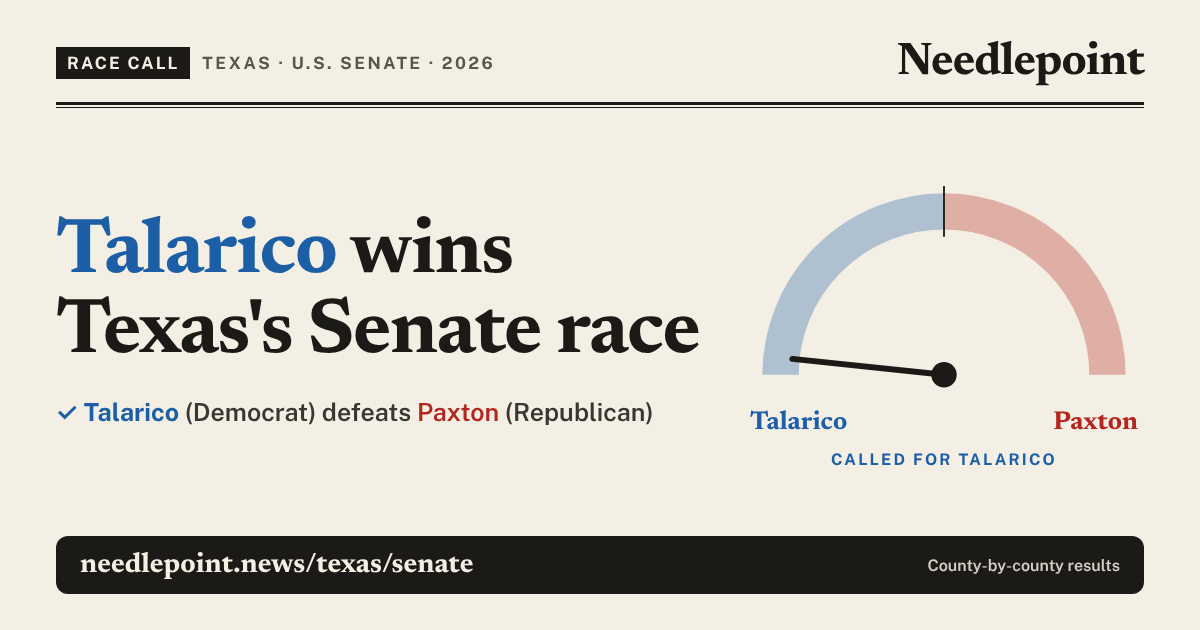 RACE CALL TEXAS · U.S. SENATE · 2026
Needlepoint
Talarico wins
Texas's Senate race
✓ Talarico (Democrat) defeats Paxton (Republican)
Talarico
Paxton
CALLED FOR TALARICO
needlepoint.news/texas/senate
County-by-county results